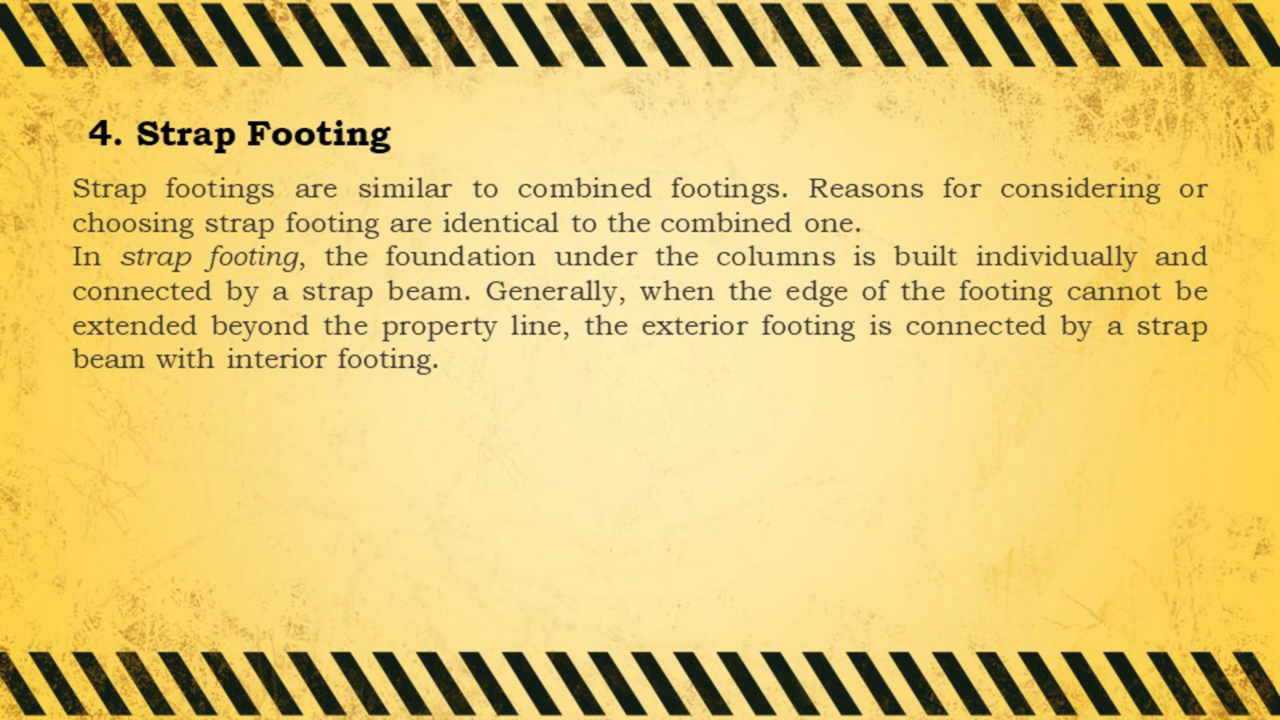 4. Strap Footing
Strap footings are similar to combined footings. Reasons for considering or
choosing strap footing are identical to the combined one.
In strap footing, the foundation under the columns is built individually and
connected by a strap beam. Generally, when the edge of the footing cannot be
extended beyond the property line, the exterior footing is connected by a strap
beam with interior footing.